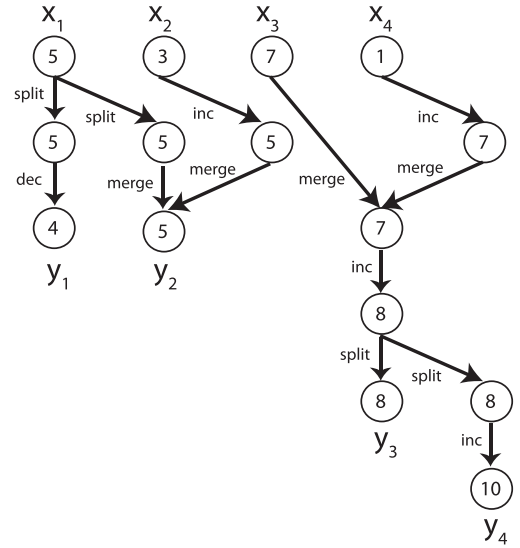 x1 x2 x3 x4
5 3 7 1
split split inc inc
5 5 5 7
dec merge merge merge merge
4 5 7
y1 y2 inc
8
split split
8 8
y3 inc
10
y4